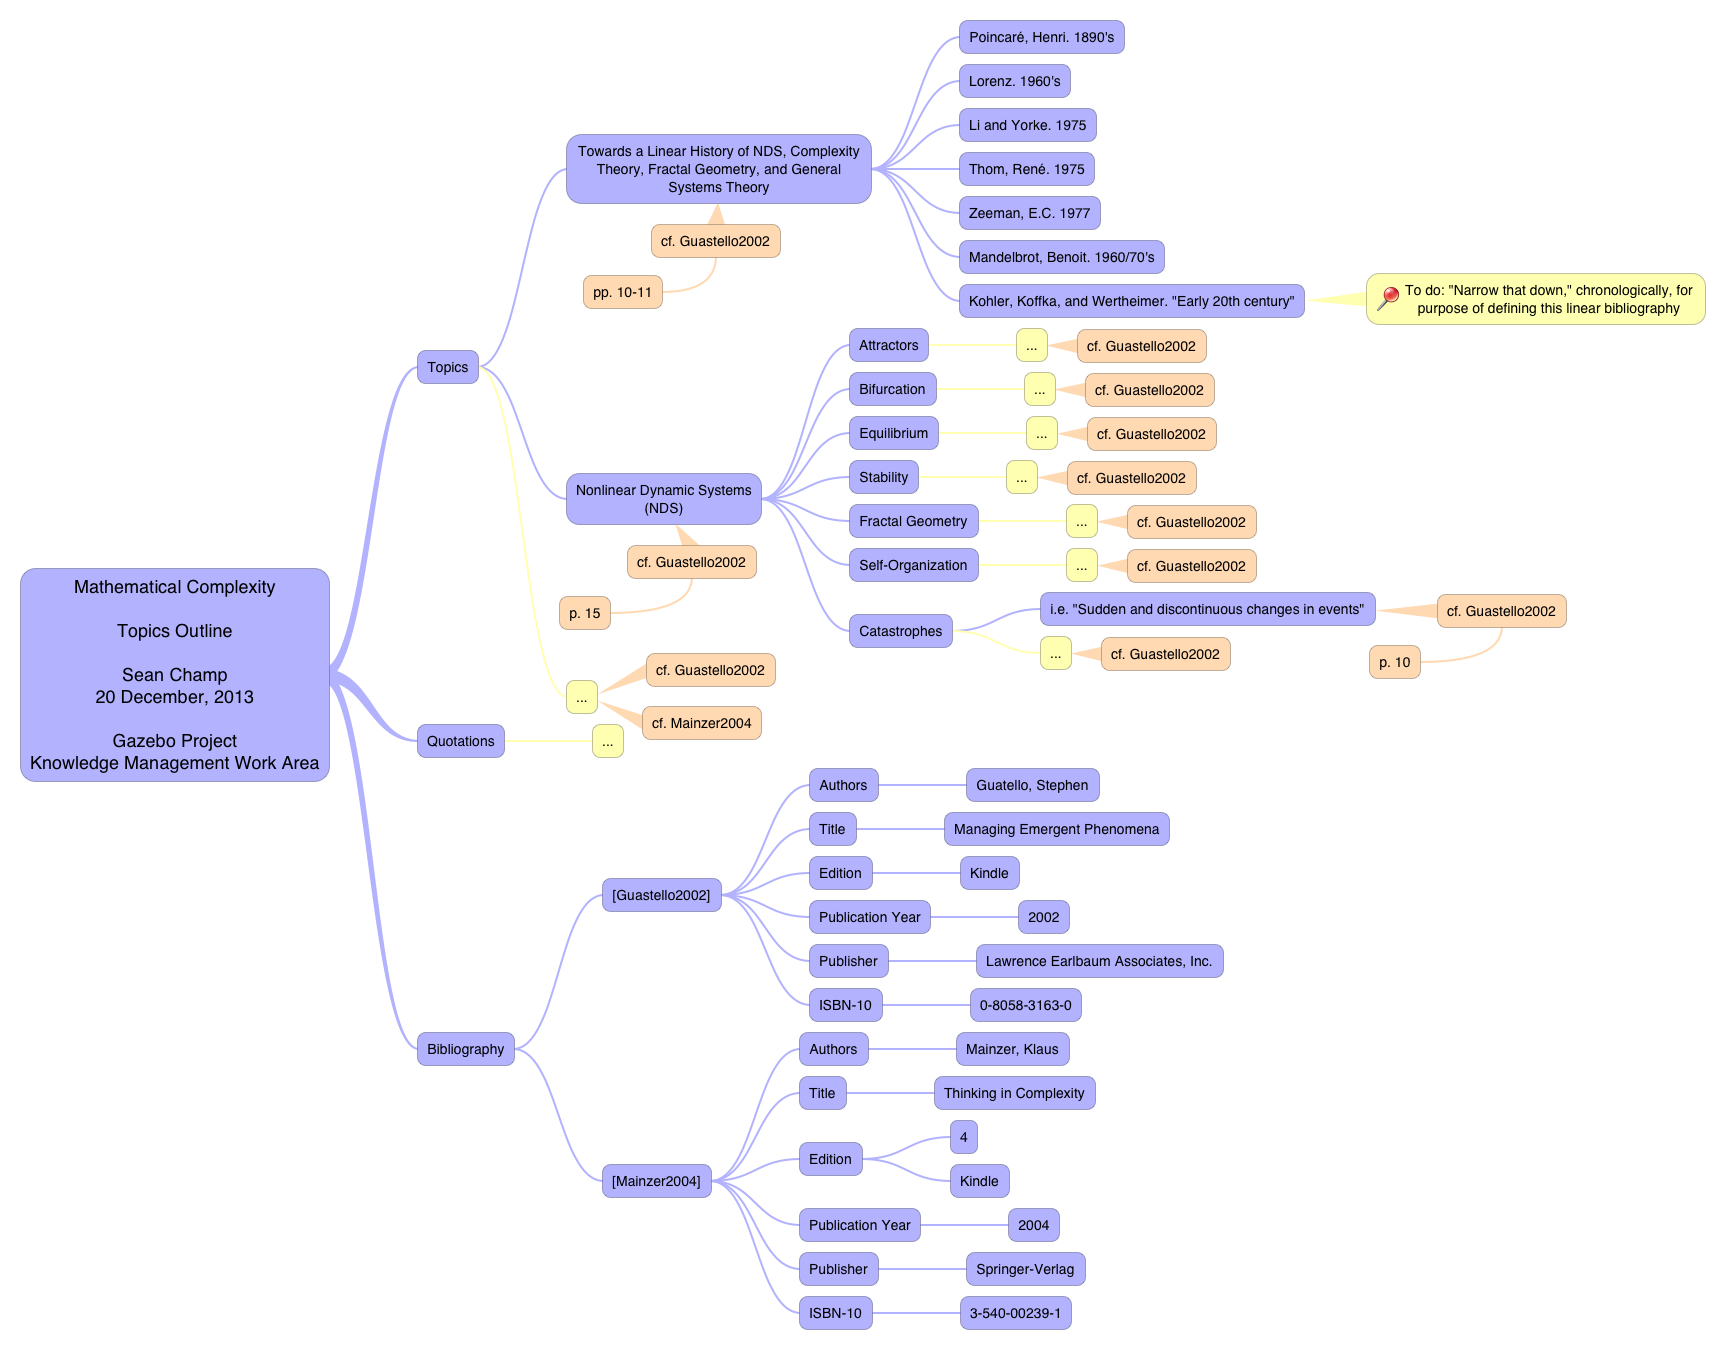 Mathematical Complexity
Topics Outline
Sean Champ
20 December, 2013
Gazebo Project
Knowledge Management Work Area
Topics
Towards a Linear History of NDS, Complexity
Theory, Fractal Geometry, and General
Systems Theory
cf. Guastello2002
pp. 10-11
Poincaré, Henri. 1890's
Lorenz. 1960's
Li and Yorke. 1975
Thom, René. 1975
Zeeman, E.C. 1977
Mandelbrot, Benoit. 1960/70's
Kohler, Koffka, and Wertheimer. "Early 20th century"
To do: "Narrow that down," chronologically, for
purpose of defining this linear bibliography
Nonlinear Dynamic Systems
(NDS)
cf. Guastello2002
p. 15
Attractors
...
cf. Guastello2002
Bifurcation
...
cf. Guastello2002
Equilibrium
...
cf. Guastello2002
Stability
...
cf. Guastello2002
Fractal Geometry
...
cf. Guastello2002
Self-Organization
...
cf. Guastello2002
Catastrophes
i.e. "Sudden and discontinuous changes in events"
cf. Guastello2002
p. 10
...
cf. Guastello2002
...
cf. Guastello2002
cf. Mainzer2004
Quotations
...
Bibliography
[Guastello2002]
Authors
Guatello, Stephen
Title
Managing Emergent Phenomena
Edition
Kindle
Publication Year
2002
Publisher
Lawrence Earlbaum Associates, Inc.
ISBN-10
0-8058-3163-0
[Mainzer2004]
Authors
Mainzer, Klaus
Title
Thinking in Complexity
Edition
4
Kindle
Publication Year
2004
Publisher
Springer-Verlag
ISBN-10
3-540-00239-1